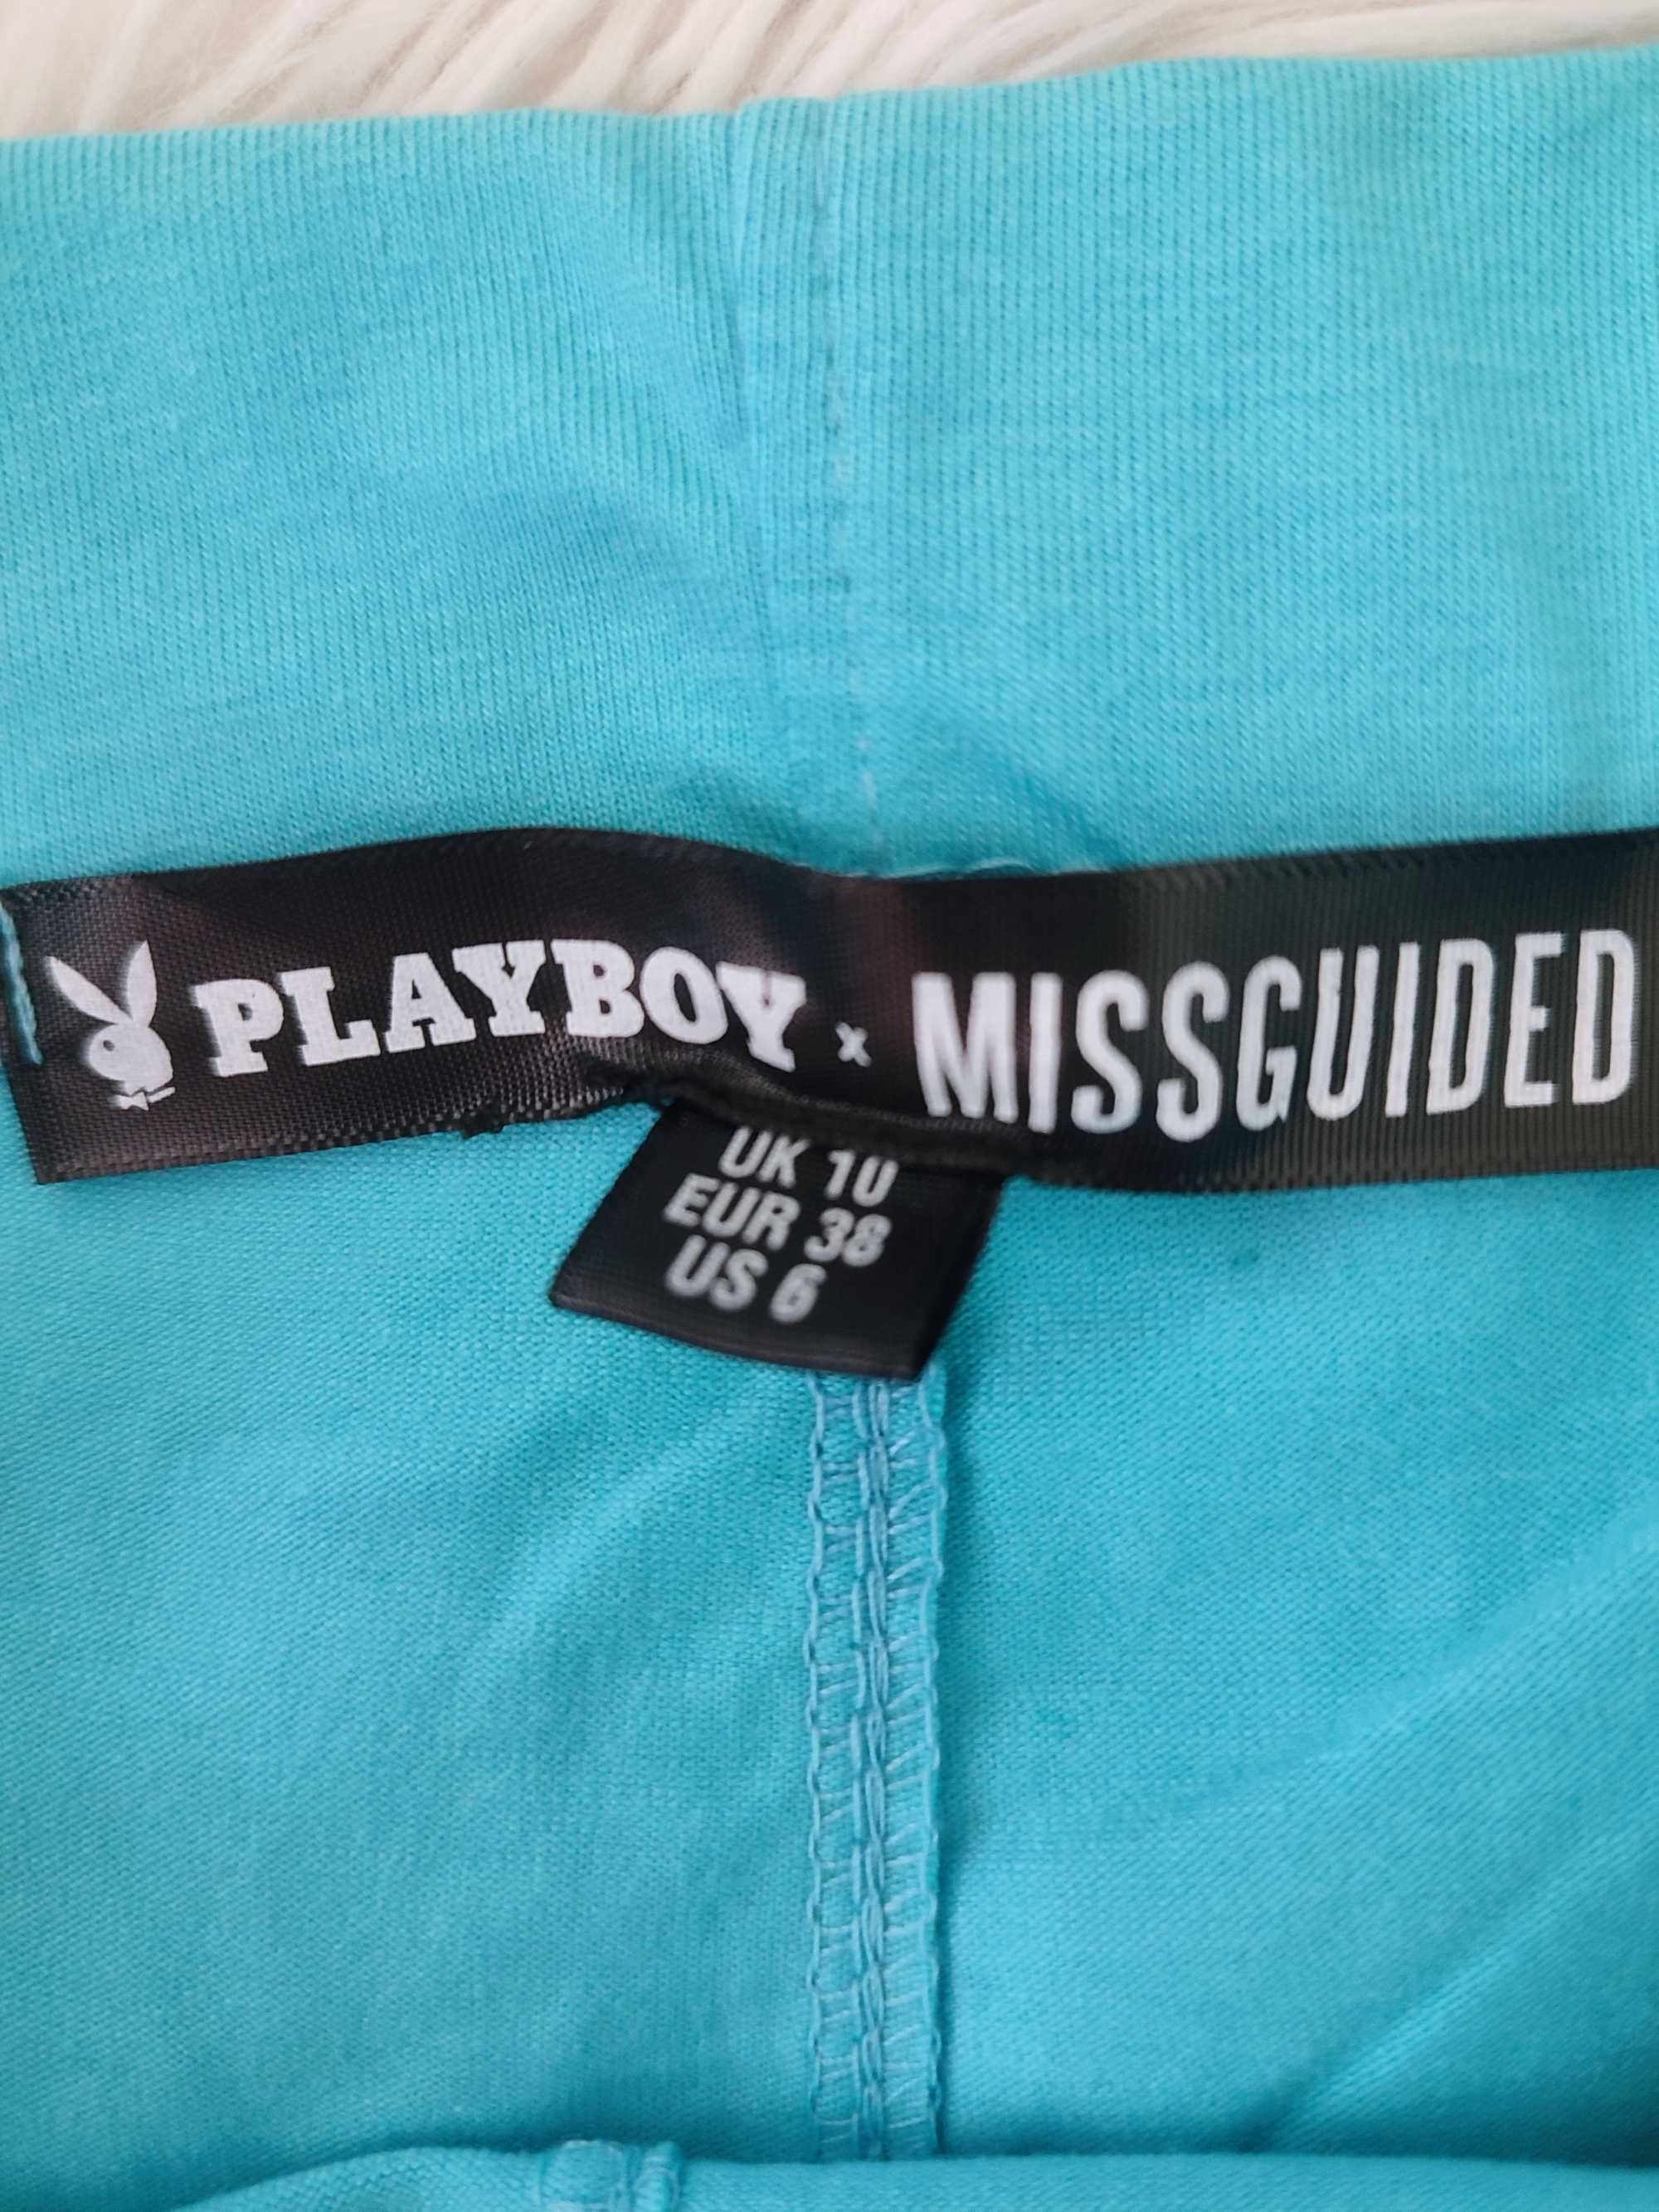 PLAYBOY x MISSGUIDED
UK 10
EUR 38
US 6